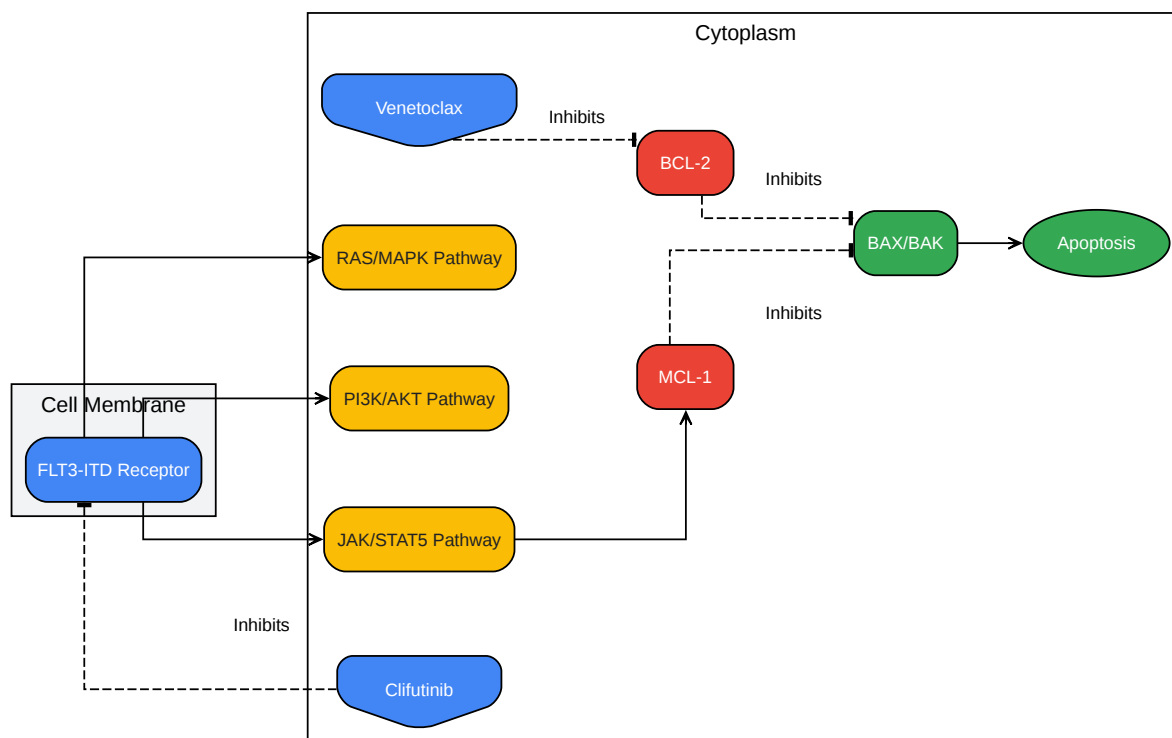 Cytoplasm
Venetoclax
Inhibits
BCL-2
Inhibits
RAS/MAPK Pathway
BAX/BAK
Apoptosis
Inhibits
MCL-1
Cell Membrane
PI3K/AKT Pathway
FLT3-ITD Receptor
JAK/STAT5 Pathway
Inhibits
Clifutinib